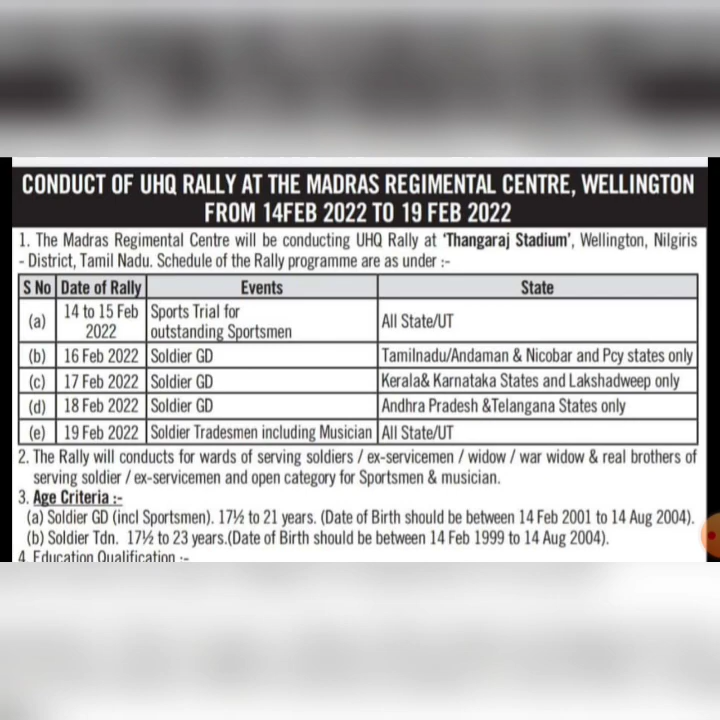 CONDUCT OF UHQ RALLY AT THE MADRAS REGIMENTAL CENTRE, WELLINGTON
FROM 14FEB 2022 TO 19 FEB 2022
1. The Madras Regimental Centre will be conducting UHQ Rally at ‘Thangaraj Stadium’, Wellington, Nilgiris
- District, Tamil Nadu. Schedule of the Rally programme are as under :-
S No Date of Rally Events State
(a) 14 to 15 Feb 2022 Sports Trial for outstanding Sportsmen All State/UT
(b) 16 Feb 2022 Soldier GD Tamilnadu/Andaman & Nicobar and Pcy states only
(c) 17 Feb 2022 Soldier GD Kerala& Karnataka States and Lakshadweep only
(d) 18 Feb 2022 Soldier GD Andhra Pradesh &Telangana States only
(e) 19 Feb 2022 Soldier Tradesmen including Musician All State/UT
2. The Rally will conduct for wards of serving soldiers / ex-servicemen / widow / war widow & real brothers of
serving soldier / ex-servicemen and open category for Sportsmen & musician.
3. Age Criteria :-
(a) Soldier GD (incl Sportsmen). 17½ to 21 years. (Date of Birth should be between 14 Feb 2001 to 14 Aug 2004).
(b) Soldier Tdn. 17½ to 23 years.(Date of Birth should be between 14 Feb 1999 to 14 Aug 2004).
4. Education Qualification :-